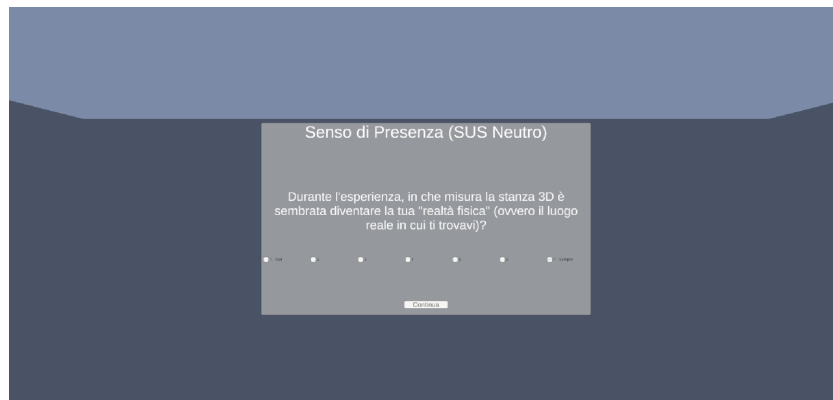 Senso di Presenza (SUS Neutro)
Durante l'esperienza, in che misura la stanza 3D è
sembrata diventare la tua "realtà fisica" (ovvero il luogo
reale in cui ti trovavi)?
Continua